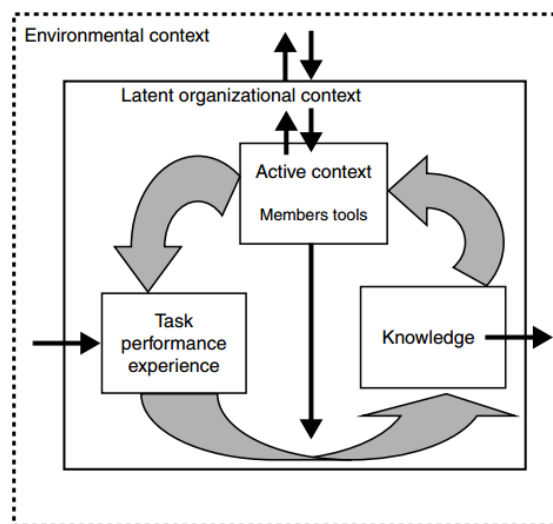 Environmental context
Latent organizational context
Active context
Members tools
Task
performance
experience
Knowledge